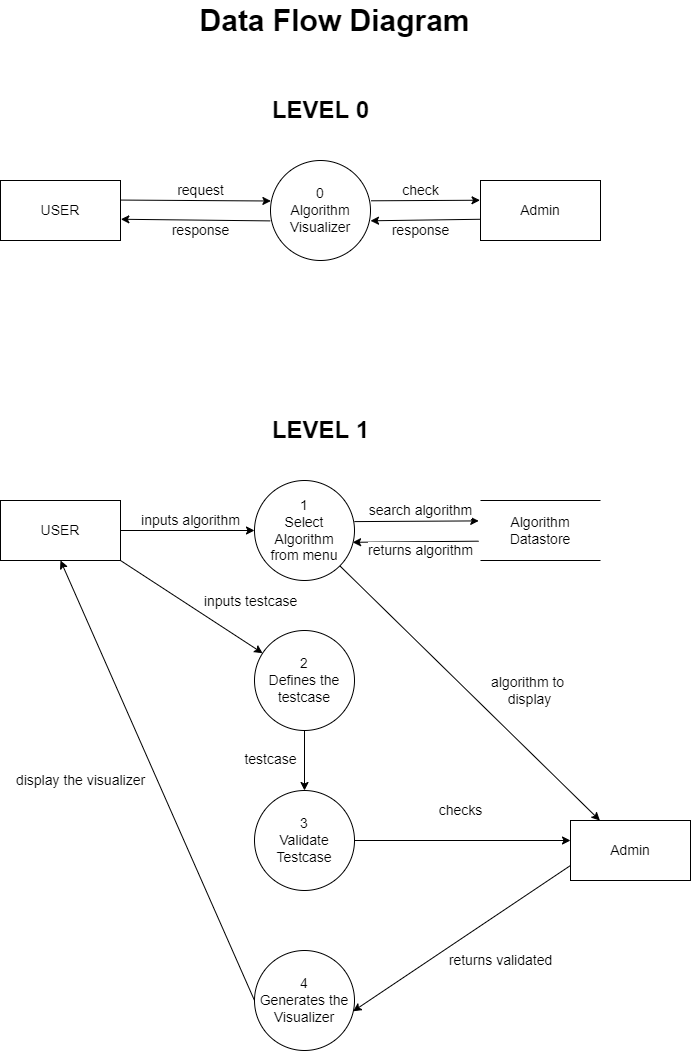 Data Flow Diagram
LEVEL 0
request
check
USER
0
Algorithm
Visualizer
Admin
response
response
LEVEL 1
USER
inputs algorithm
1
Select
Algorithm
from menu
search algorithm
returns algorithm
Algorithm
Datastore
inputs testcase
2
Defines the
testcase
algorithm to
display
testcase
display the visualizer
3
Validate
Testcase
checks
Admin
returns validated
4
Generates the
Visualizer